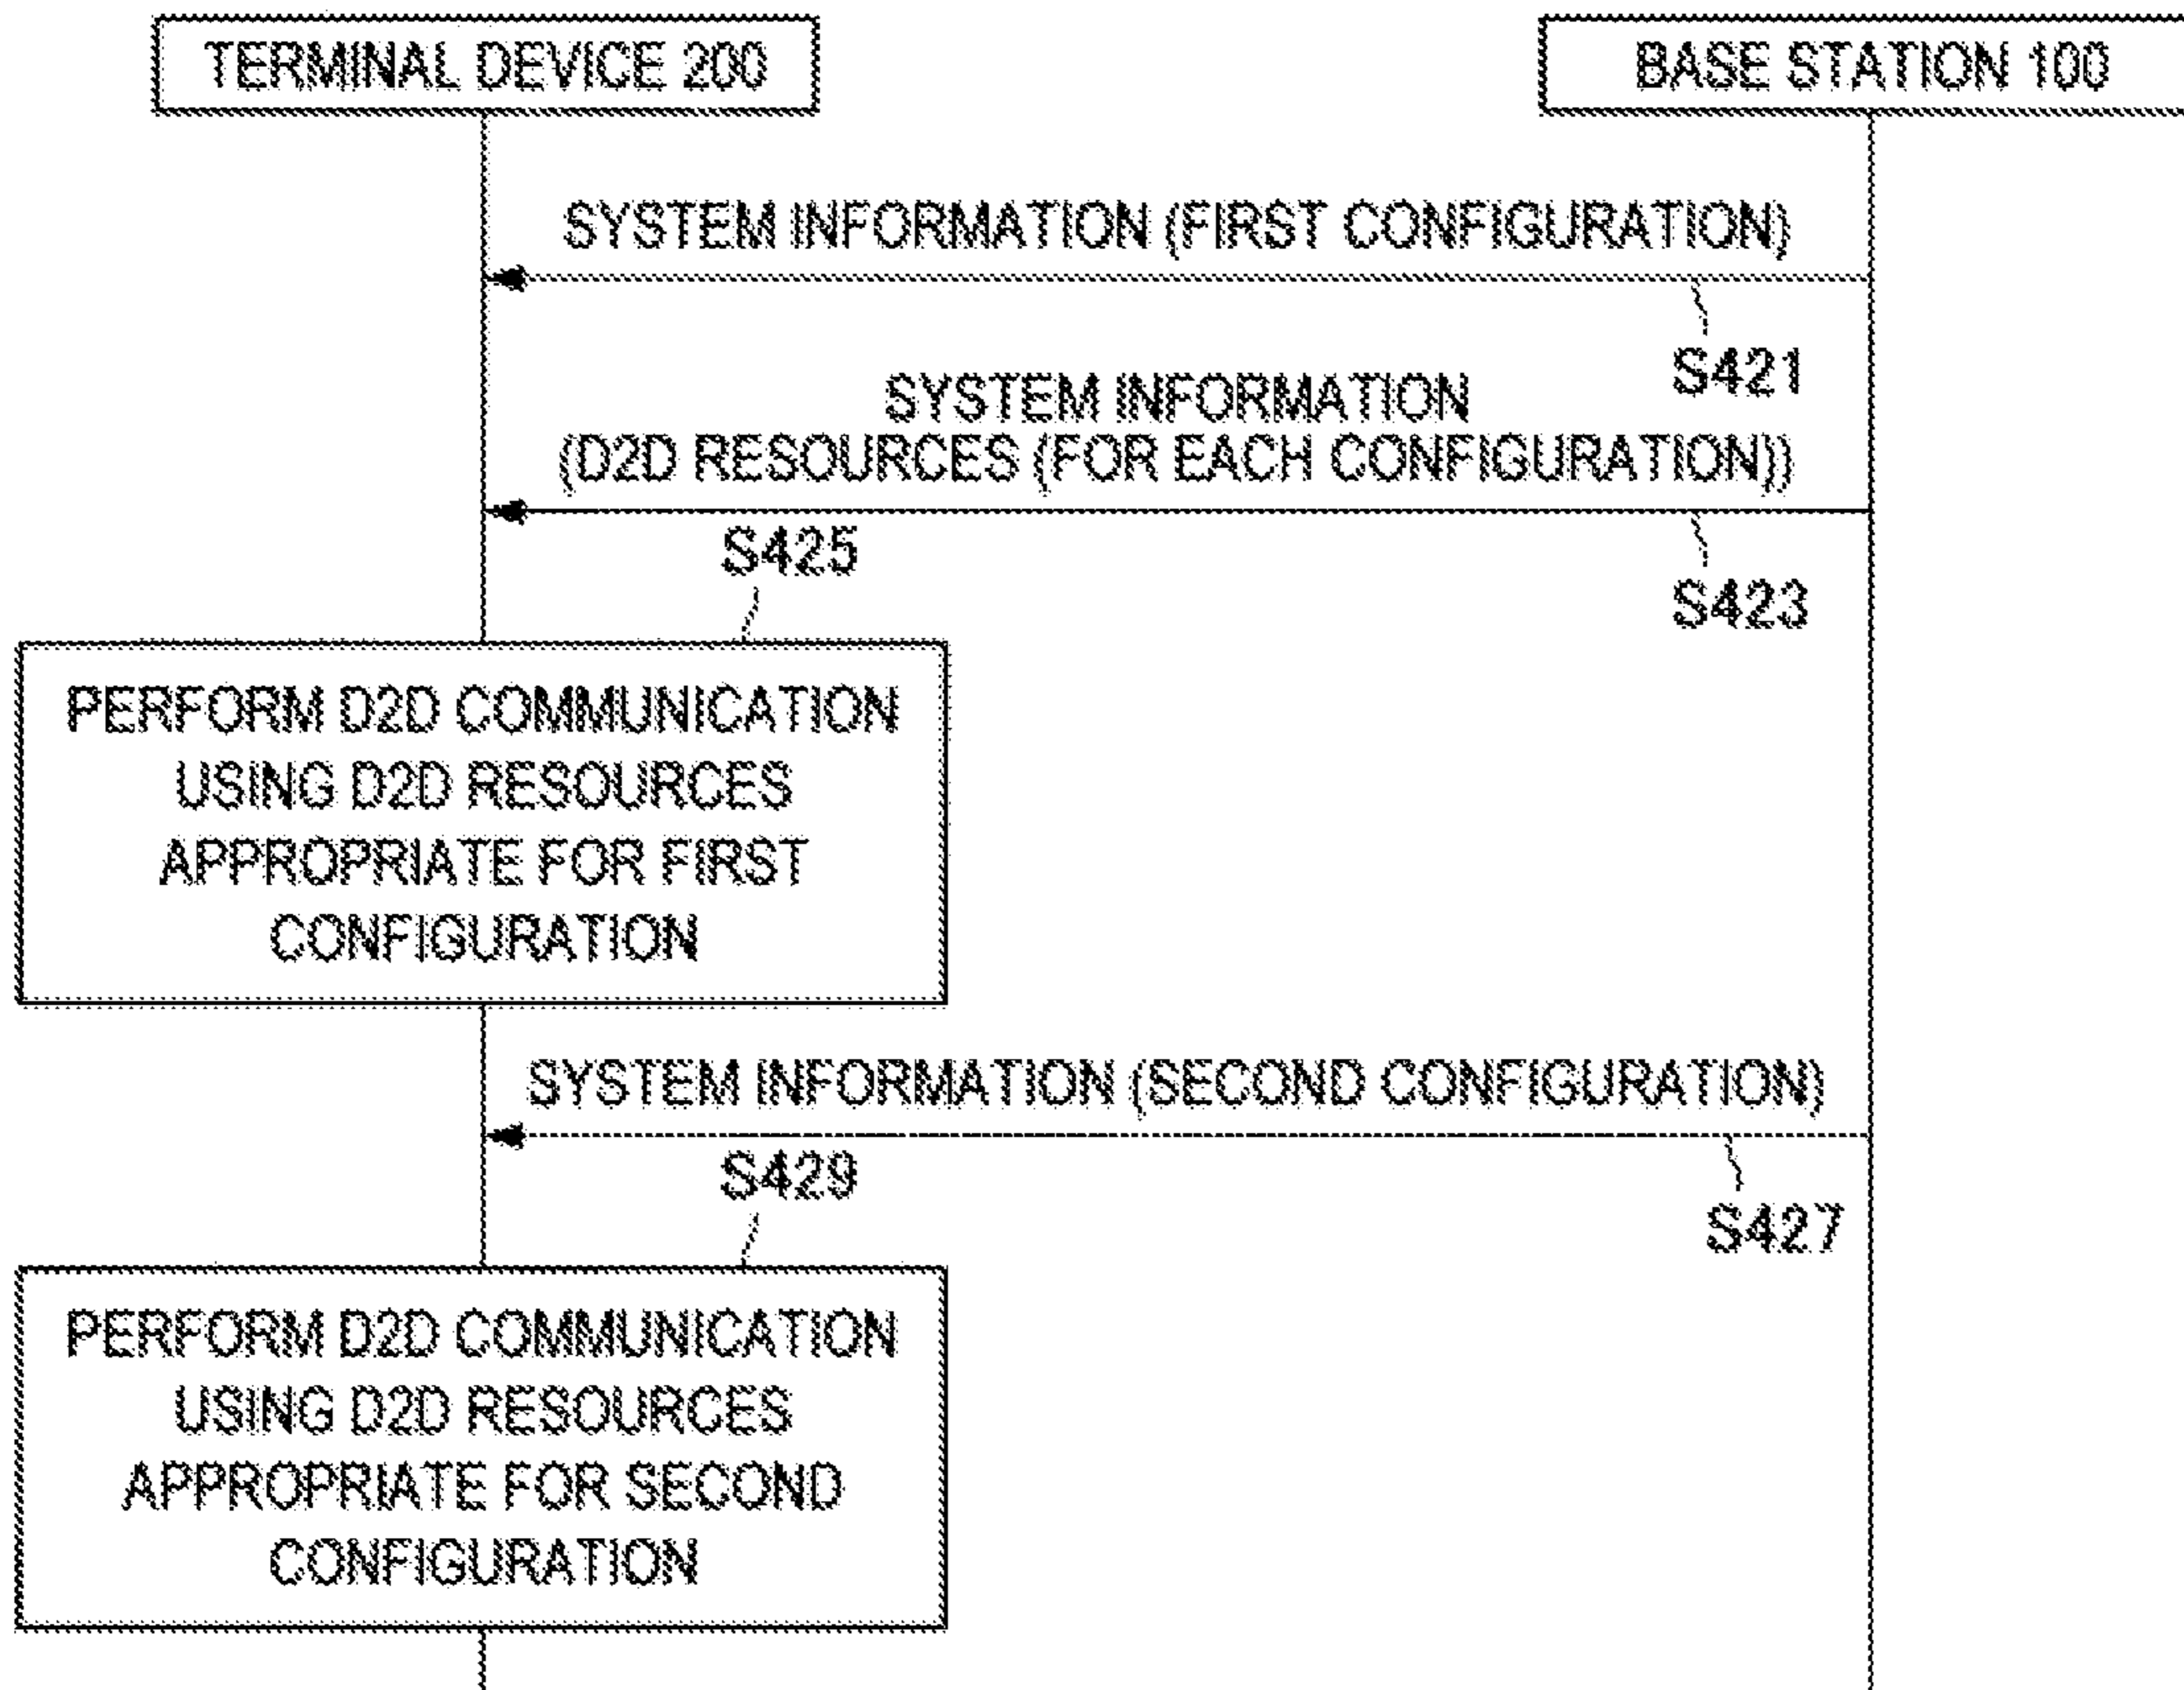 TERMINAL DEVICE 200
BASE STATION 100
SYSTEM INFORMATION (FIRST CONFIGURATION)
S421
SYSTEM INFORMATION
(D2D RESOURCES (FOR EACH CONFIGURATION))
S423
S425
PERFORM D2D COMMUNICATION
USING D2D RESOURCES
APPROPRIATE FOR FIRST
CONFIGURATION
SYSTEM INFORMATION (SECOND CONFIGURATION)
S427
S429
PERFORM D2D COMMUNICATION
USING D2D RESOURCES
APPROPRIATE FOR SECOND
CONFIGURATION